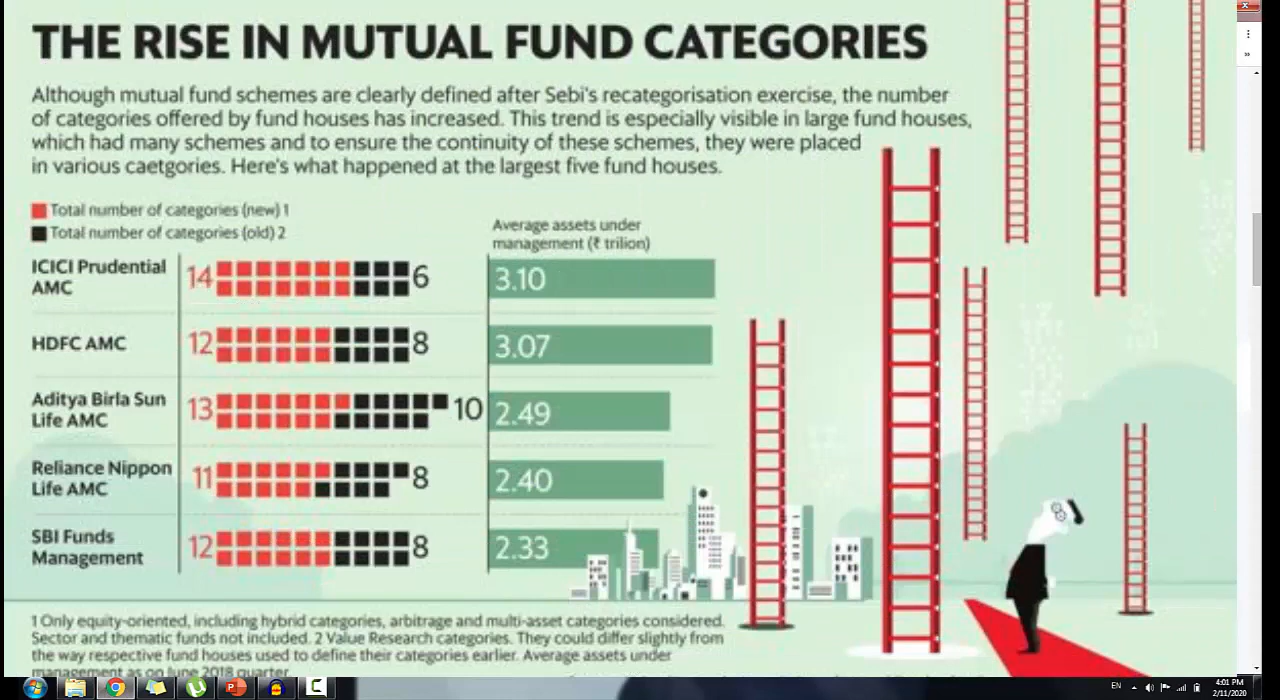 THE RISE IN MUTUAL FUND CATEGORIES
Although mutual fund schemes are clearly defined after Sebi's recategorisation exercise, the number
of categories offered by fund houses has increased. This trend is especially visible in large fund houses,
which had many schemes and to ensure the continuity of these schemes, they were placed
in various caetgories. Here's what happened at the largest five fund houses.
Total number of categories (new) 1
Total number of categories (old) 2
Average assets under
management (₹ trilion)
ICICI Prudential
AMC
14 6 3.10
HDFC AMC 12 8 3.07
Aditya Birla Sun
Life AMC
13 10 2.49
Reliance Nippon
Life AMC
11 8 2.40
SBI Funds
Management
12 8 2.33
1 Only equity-oriented, including hybrid categories, arbitrage and multi-asset categories considered.
Sector and thematic funds not included. 2 Value Research categories. They could differ slightly from
the way respective fund houses used to define their categories earlier. Average assets under
management as on June 2018 quarter.
EN
4:01 PM
2/11/2020